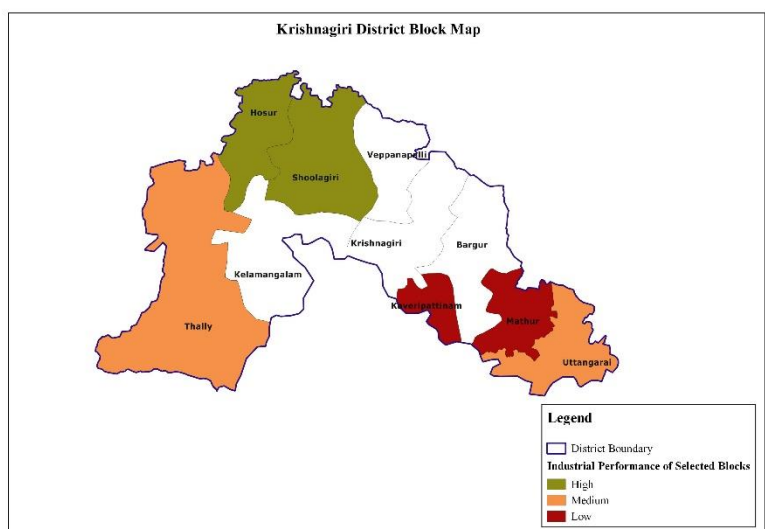 Krishnagiri District Block Map
Hosur
Veppanapalli
Shoolagiri
Krishnagiri
Bargur
Kelamangalam
Kaveripattinam
Mathur
Thally
Uttangarai
Legend
District Boundary
Industrial Performance of Selected Blocks
High
Medium
Low